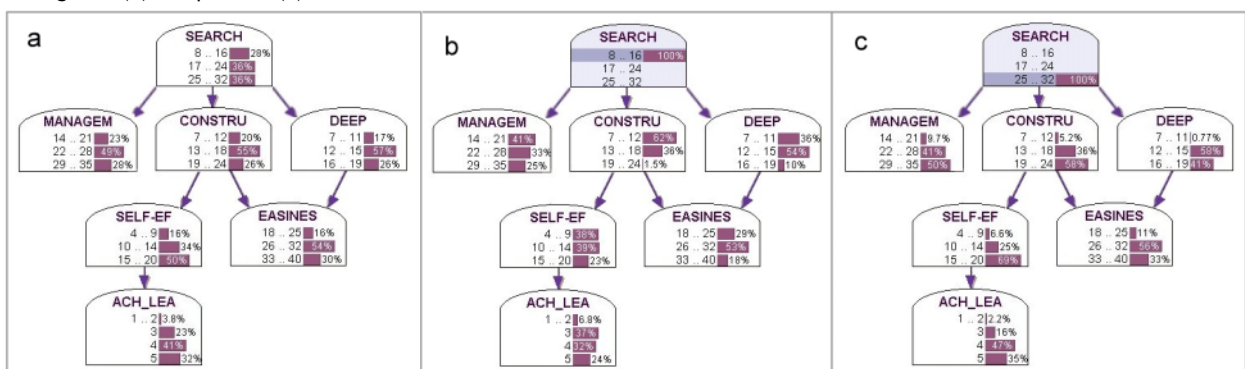 a
SEARCH
8 .. 16 28%
17 .. 24 36%
25 .. 32 36%
MANAGEM
14 .. 21 23%
22 .. 28 49%
29 .. 35 28%
CONSTRU
7 .. 12 20%
13 .. 18 55%
19 .. 24 26%
DEEP
7 .. 11 17%
12 .. 15 57%
16 .. 19 26%
SELF-EF
4 .. 9 16%
10 .. 14 34%
15 .. 20 50%
EASINES
18 .. 25 16%
26 .. 32 54%
33 .. 40 30%
ACH_LEA
1 .. 2 3.8%
3 23%
4 41%
5 32%
b
SEARCH
8 .. 16 100%
17 .. 24
25 .. 32
MANAGEM
14 .. 21 41%
22 .. 28 33%
29 .. 35 25%
CONSTRU
7 .. 12 62%
13 .. 18 36%
19 .. 24 1.5%
DEEP
7 .. 11 36%
12 .. 15 54%
16 .. 19 10%
SELF-EF
4 .. 9 38%
10 .. 14 39%
15 .. 20 23%
EASINES
18 .. 25 29%
26 .. 32 53%
33 .. 40 18%
ACH_LEA
1 .. 2 6.8%
3 37%
4 32%
5 24%
c
SEARCH
8 .. 16
17 .. 24
25 .. 32 100%
MANAGEM
14 .. 21 9.7%
22 .. 28 41%
29 .. 35 50%
CONSTRU
7 .. 12 5.2%
13 .. 18 36%
19 .. 24 58%
DEEP
7 .. 11 0.77%
12 .. 15 58%
16 .. 19 41%
SELF-EF
4 .. 9 6.6%
10 .. 14 25%
15 .. 20 69%
EASINES
18 .. 25 11%
26 .. 32 56%
33 .. 40 33%
ACH_LEA
1 .. 2 2.2%
3 16%
4 47%
5 35%